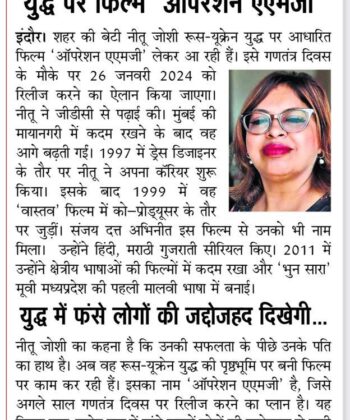 युद्ध पर फिल्म 'ऑपरेशन एएमजी'
इंदौर। शहर की बेटी नीतू जोशी रूस-यूक्रेन युद्ध पर आधारित
फिल्म 'ऑपरेशन एएमजी' लेकर आ रही हैं। इसे गणतंत्र दिवस
के मौके पर 26 जनवरी 2024 को
रिलीज करने का ऐलान किया जाएगा।
नीतू ने जीडीसी से पढ़ाई की। मुंबई की
मायानगरी में कदम रखने के बाद वह
आगे बढ़ती गईं। 1997 में ड्रेस डिजाइनर
के तौर पर नीतू ने अपना कॅरियर शुरू
किया। इसके बाद 1999 में वह
'वास्तव' फिल्म में को–प्रोड्यूसर के तौर
पर जुड़ीं। संजय दत्त अभिनीत इस फिल्म से उनको भी नाम
मिला। उन्होंने हिंदी, मराठी गुजराती सीरियल किए। 2011 में
उन्होंने क्षेत्रीय भाषाओं की फिल्मों में कदम रखा और 'भुन सारा'
मूवी मध्यप्रदेश की पहली मालवी भाषा में बनाई।
युद्ध में फंसे लोगों की जद्दोजहद दिखेगी...
नीतू जोशी का कहना है कि उनकी सफलता के पीछे उनके पति
का हाथ है। अब वह रूस-यूक्रेन युद्ध की पृष्ठभूमि पर बनी फिल्म
पर काम कर रही हैं। इसका नाम 'ऑपरेशन एएमजी' है, जिसे
अगले साल गणतंत्र दिवस पर रिलीज करने का प्लान है। यह